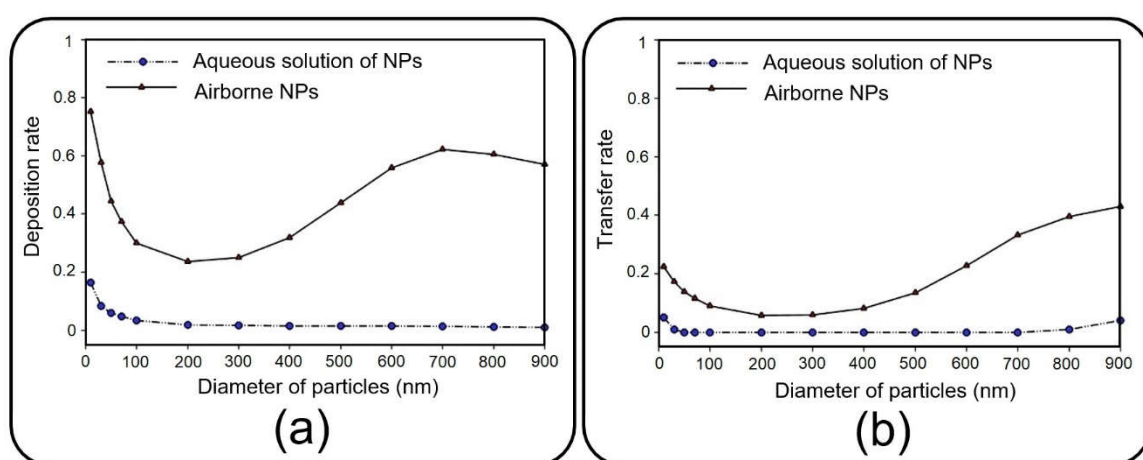 1
Aqueous solution of NPs
Airborne NPs
0.8
0.6
0.4
0.2
0
Deposition rate
0 100 200 300 400 500 600 700 800 900
Diameter of particles (nm)
(a)
1
Aqueous solution of NPs
Airborne NPs
0.8
0.6
0.4
0.2
0
Transfer rate
0 100 200 300 400 500 600 700 800 900
Diameter of particles (nm)
(b)